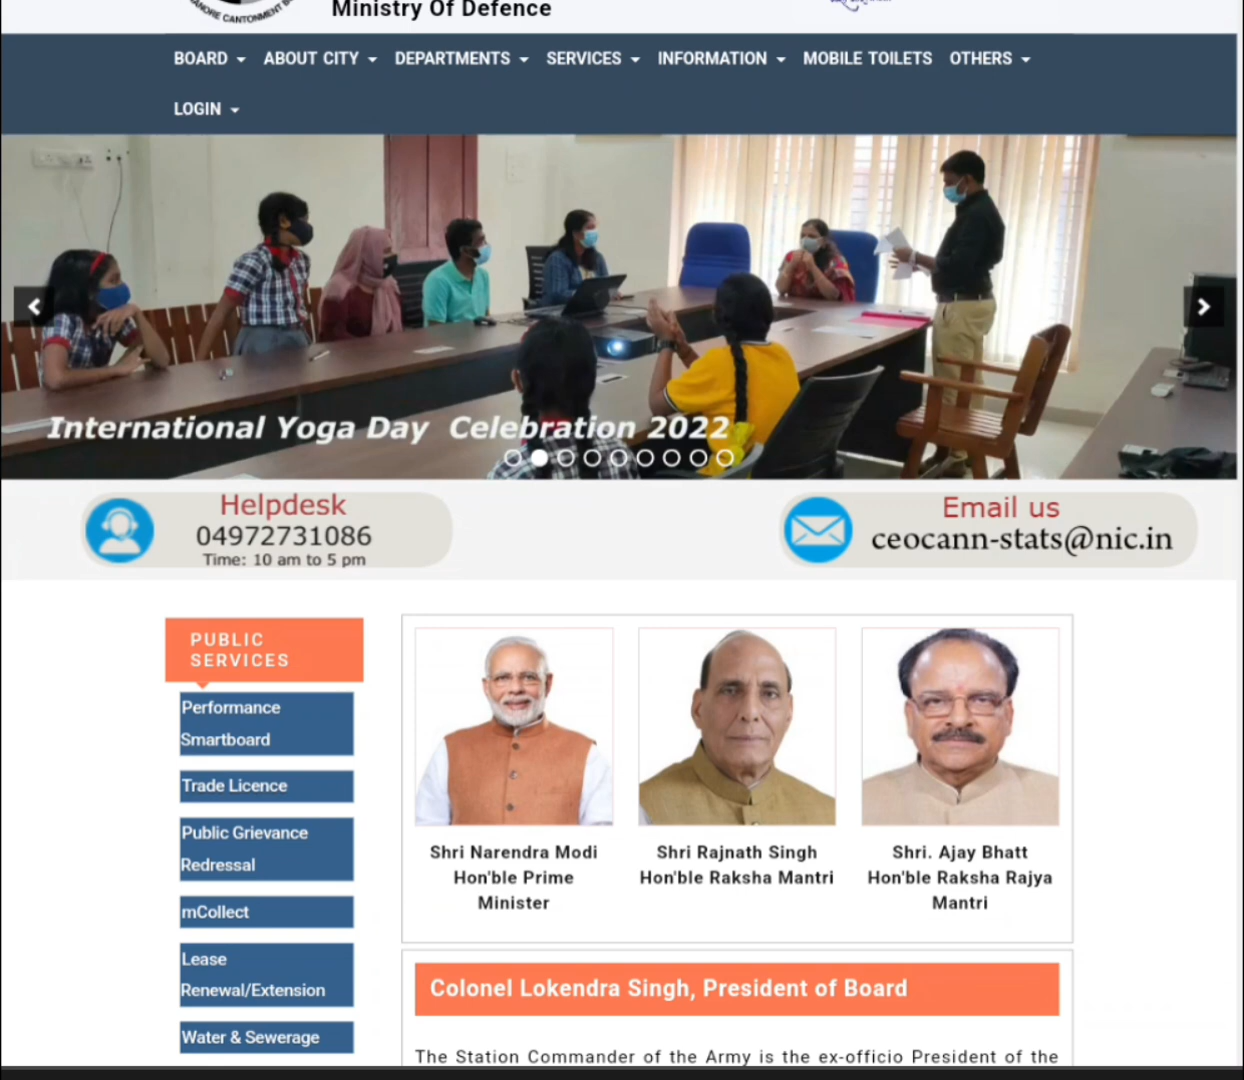 Ministry Of Defence
BOARD ABOUT CITY DEPARTMENTS SERVICES INFORMATION MOBILE TOILETS OTHERS
LOGIN
International Yoga Day Celebration 2022
Helpdesk
04972731086
Time: 10 am to 5 pm
Email us
ceocann-stats@nic.in
PUBLIC
SERVICES
Performance
Smartboard
Trade Licence
Public Grievance
Redressal
mCollect
Lease
Renewal/Extension
Water & Sewerage
Shri Narendra Modi
Hon'ble Prime
Minister
Shri Rajnath Singh
Hon'ble Raksha Mantri
Shri. Ajay Bhatt
Hon'ble Raksha Rajya
Mantri
Colonel Lokendra Singh, President of Board
The Station Commander of the Army is the ex-officio President of the